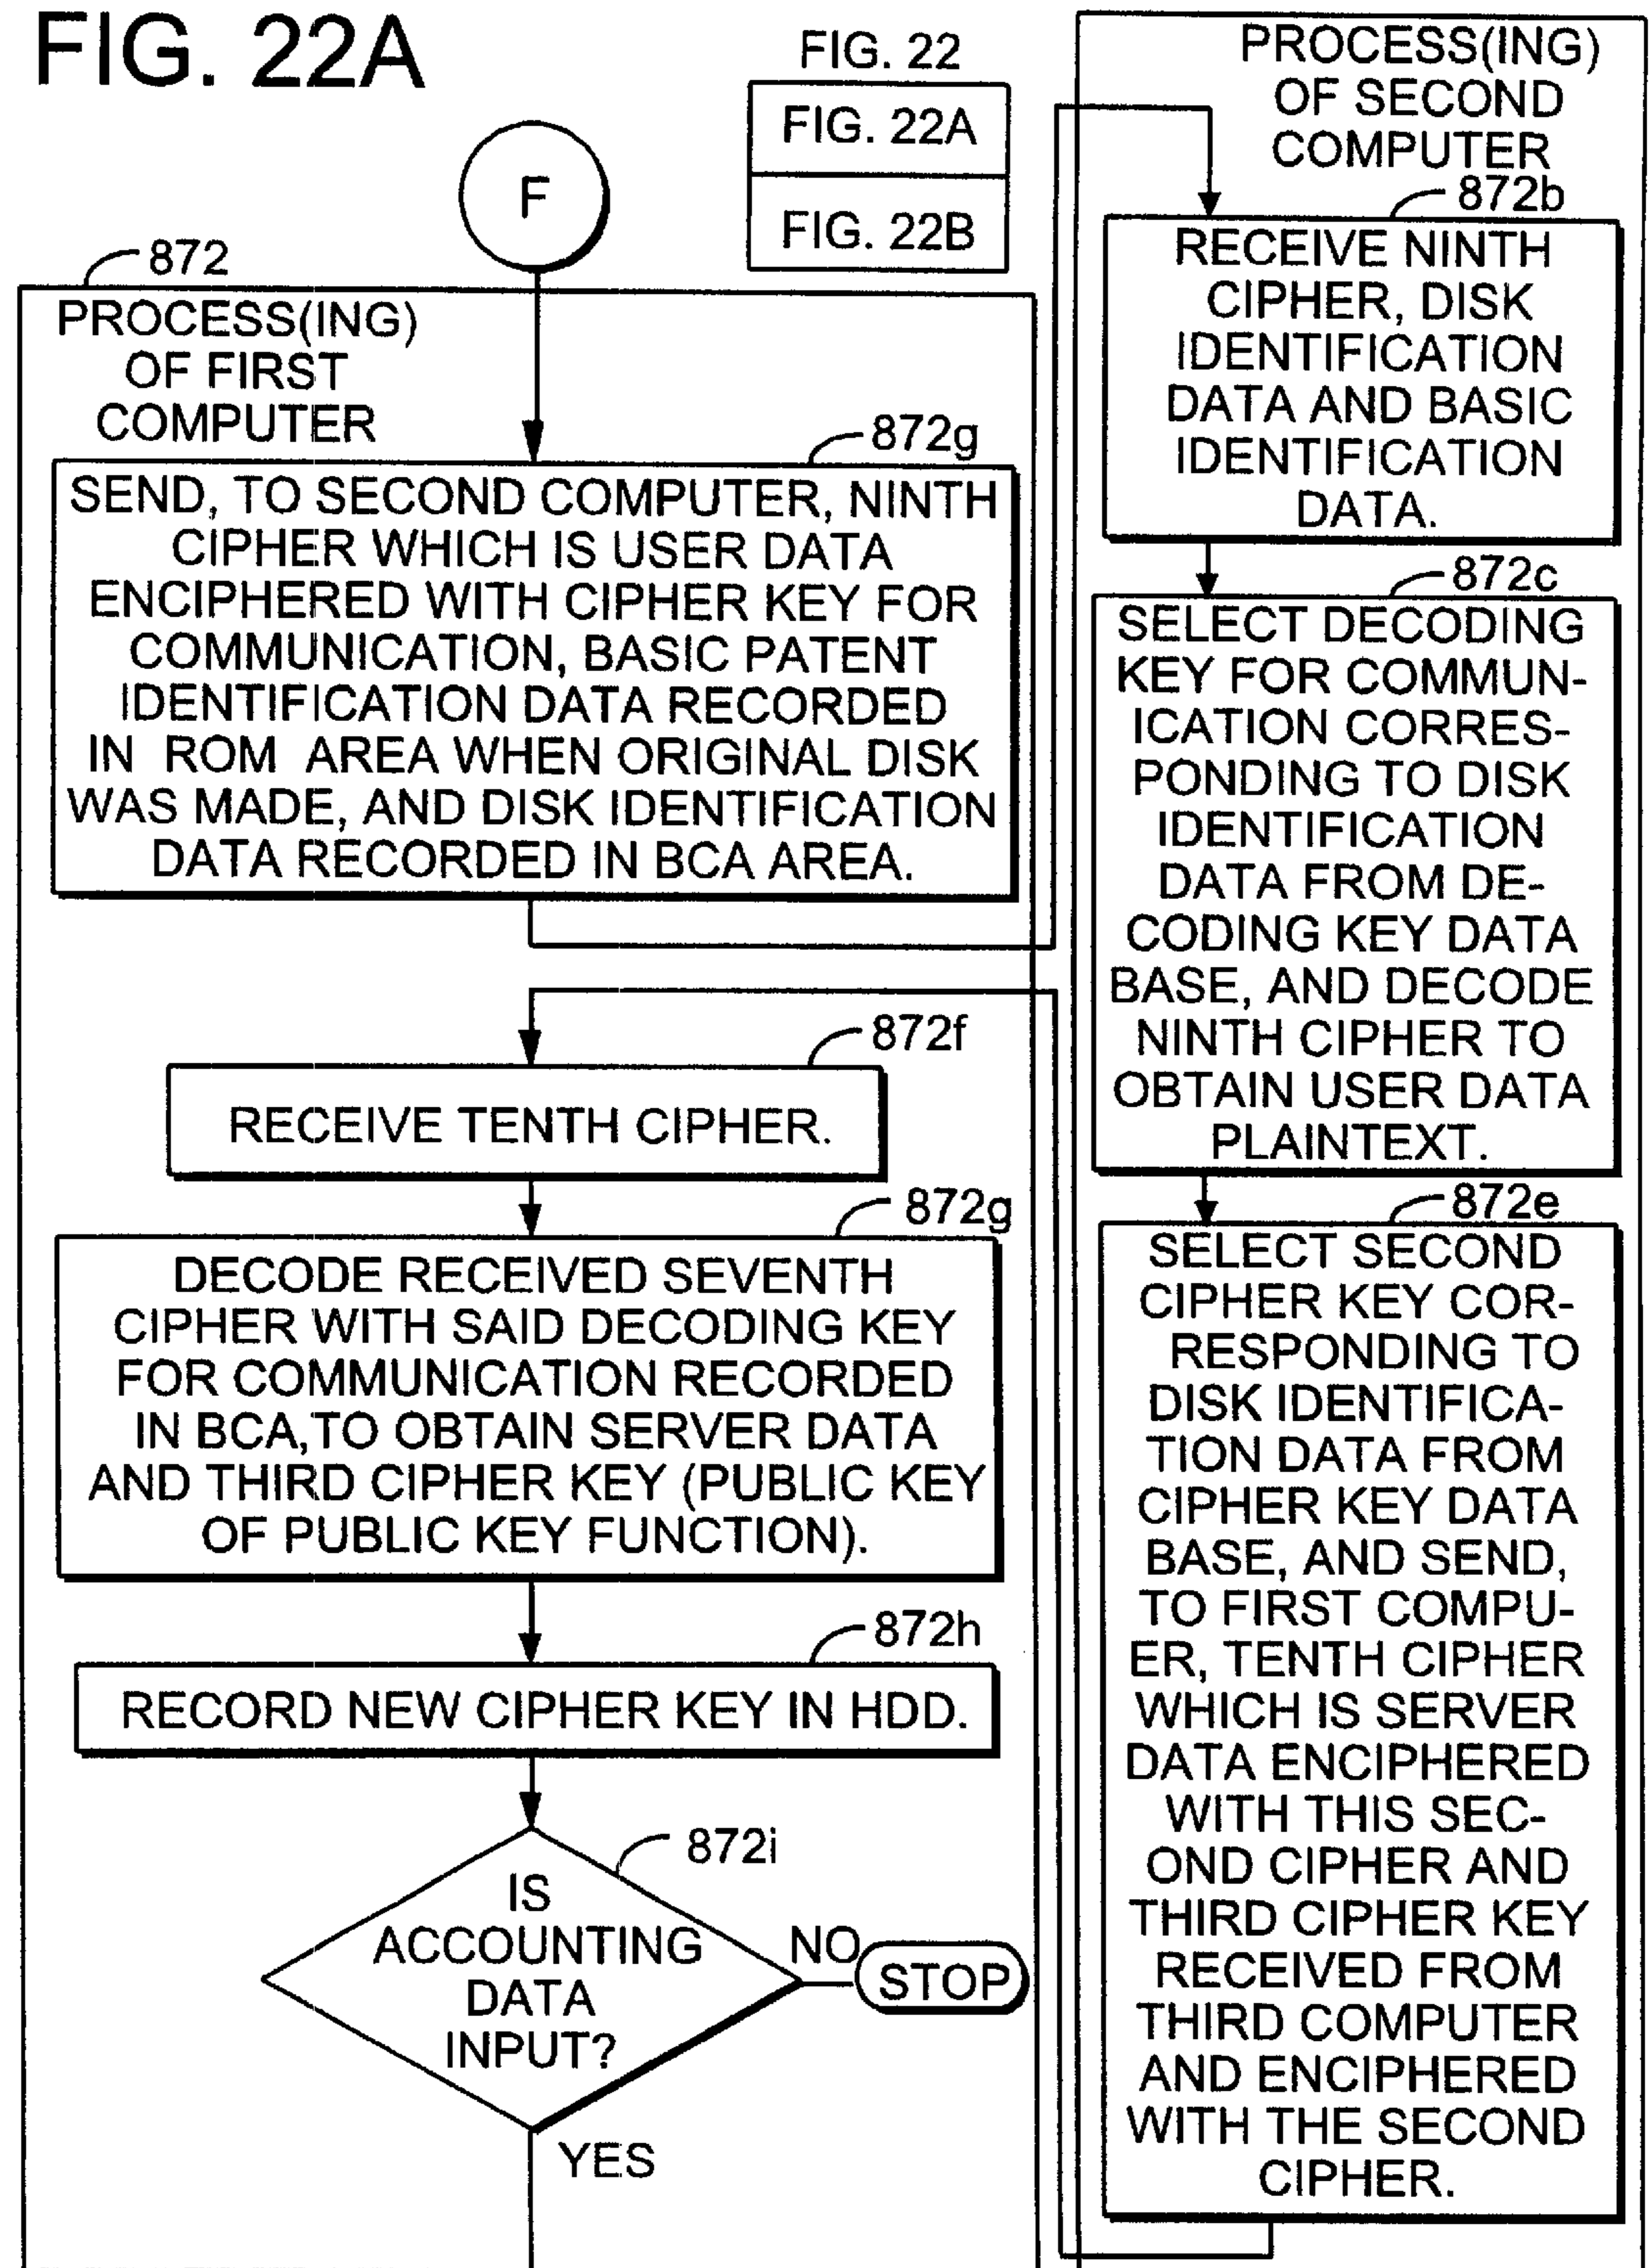 FIG. 22A
FIG. 22
FIG. 22A
FIG. 22B
F
872
PROCESS(ING)
OF FIRST
COMPUTER
872g
SEND, TO SECOND COMPUTER, NINTH
CIPHER WHICH IS USER DATA
ENCIPHERED WITH CIPHER KEY FOR
COMMUNICATION, BASIC PATENT
IDENTIFICATION DATA RECORDED
IN ROM AREA WHEN ORIGINAL DISK
WAS MADE, AND DISK IDENTIFICATION
DATA RECORDED IN BCA AREA.
872f
RECEIVE TENTH CIPHER.
872g
DECODE RECEIVED SEVENTH
CIPHER WITH SAID DECODING KEY
FOR COMMUNICATION RECORDED
IN BCA,TO OBTAIN SERVER DATA
AND THIRD CIPHER KEY (PUBLIC KEY
OF PUBLIC KEY FUNCTION).
872h
RECORD NEW CIPHER KEY IN HDD.
872i
IS
ACCOUNTING
DATA
INPUT?
NO
STOP
YES
PROCESS(ING)
OF SECOND
COMPUTER
872b
RECEIVE NINTH
CIPHER, DISK
IDENTIFICATION
DATA AND BASIC
IDENTIFICATION
DATA.
872c
SELECT DECODING
KEY FOR COMMUN-
ICATION CORRES-
PONDING TO DISK
IDENTIFICATION
DATA FROM DE-
CODING KEY DATA
BASE, AND DECODE
NINTH CIPHER TO
OBTAIN USER DATA
PLAINTEXT.
872e
SELECT SECOND
CIPHER KEY COR-
RESPONDING TO
DISK IDENTIFICA-
TION DATA FROM
CIPHER KEY DATA
BASE, AND SEND,
TO FIRST COMPU-
ER, TENTH CIPHER
WHICH IS SERVER
DATA ENCIPHERED
WITH THIS SEC-
OND CIPHER AND
THIRD CIPHER KEY
RECEIVED FROM
THIRD COMPUTER
AND ENCIPHERED
WITH THE SECOND
CIPHER.